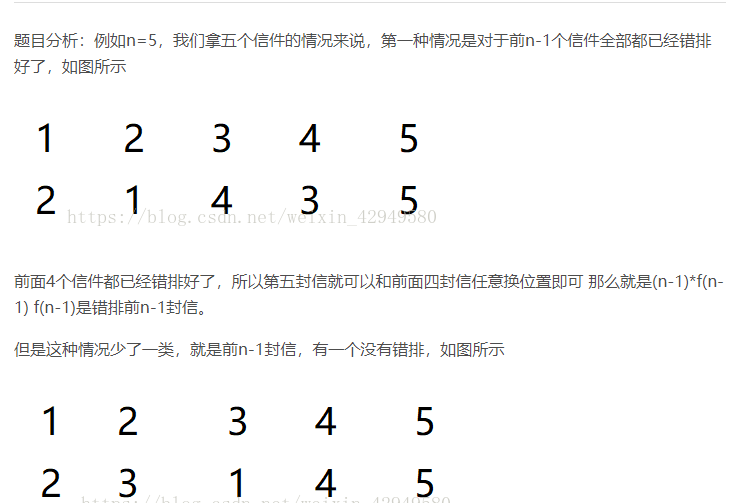 题目分析：例如n=5，我们拿五个信件的情况来说，第一种情况是对于前n-1个信件全部都已经错排
好了，如图所示
1 2 3 4 5
2 1 4 3 5
https://blog.csdn.net/weixin_42949580
前面4个信件都已经错排好了，所以第五封信就可以和前面四封信任意换位置即可 那么就是(n-1)*f(n-
1) f(n-1)是错排前n-1封信。
但是这种情况少了一类，就是前n-1封信，有一个没有错排，如图所示
1 2 3 4 5
2 3 1 4 5
https://blog.csdn.net/weixin_42949580